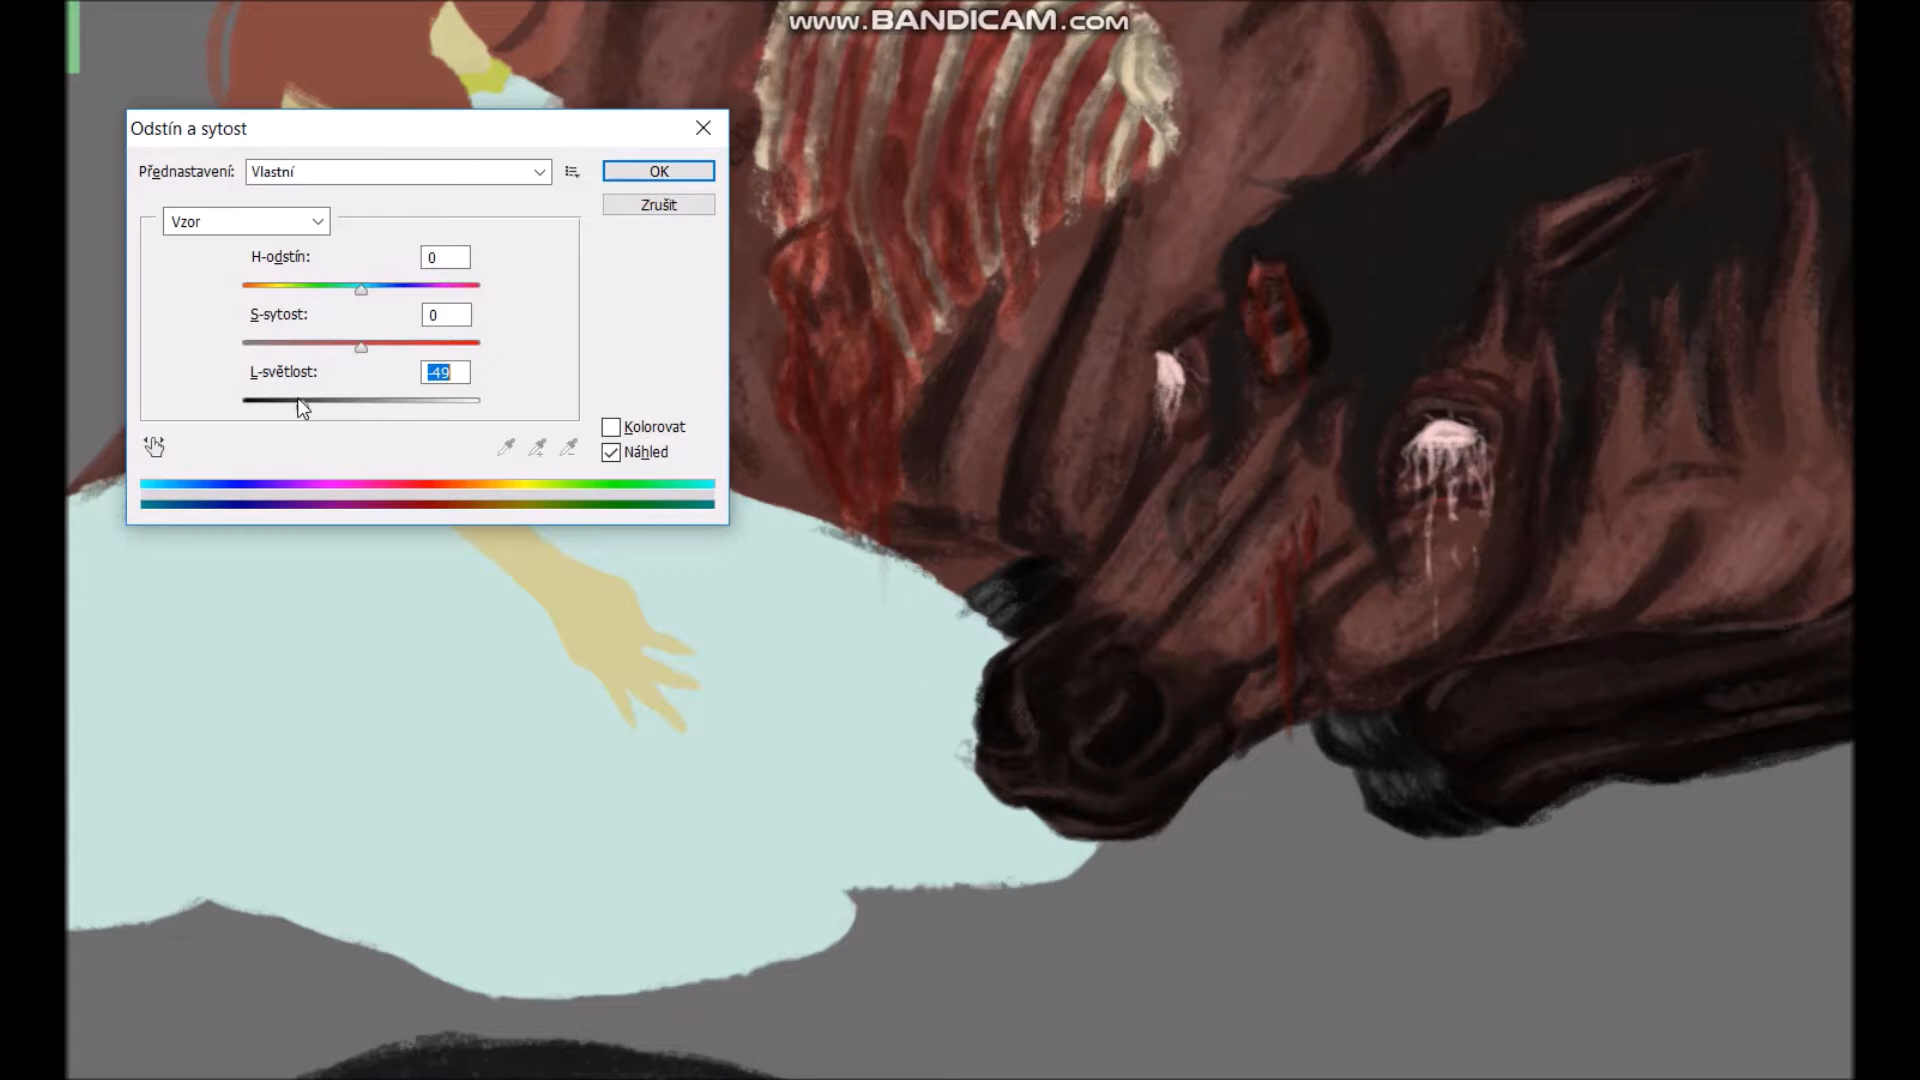 www.BANDICAM.com
Odstín a sytost
Přednastavení:
Vlastní
OK
Zrušit
Vzor
H-odstín:
0
S-sytost:
0
L-světlost:
-49
Kolorovat
Náhled